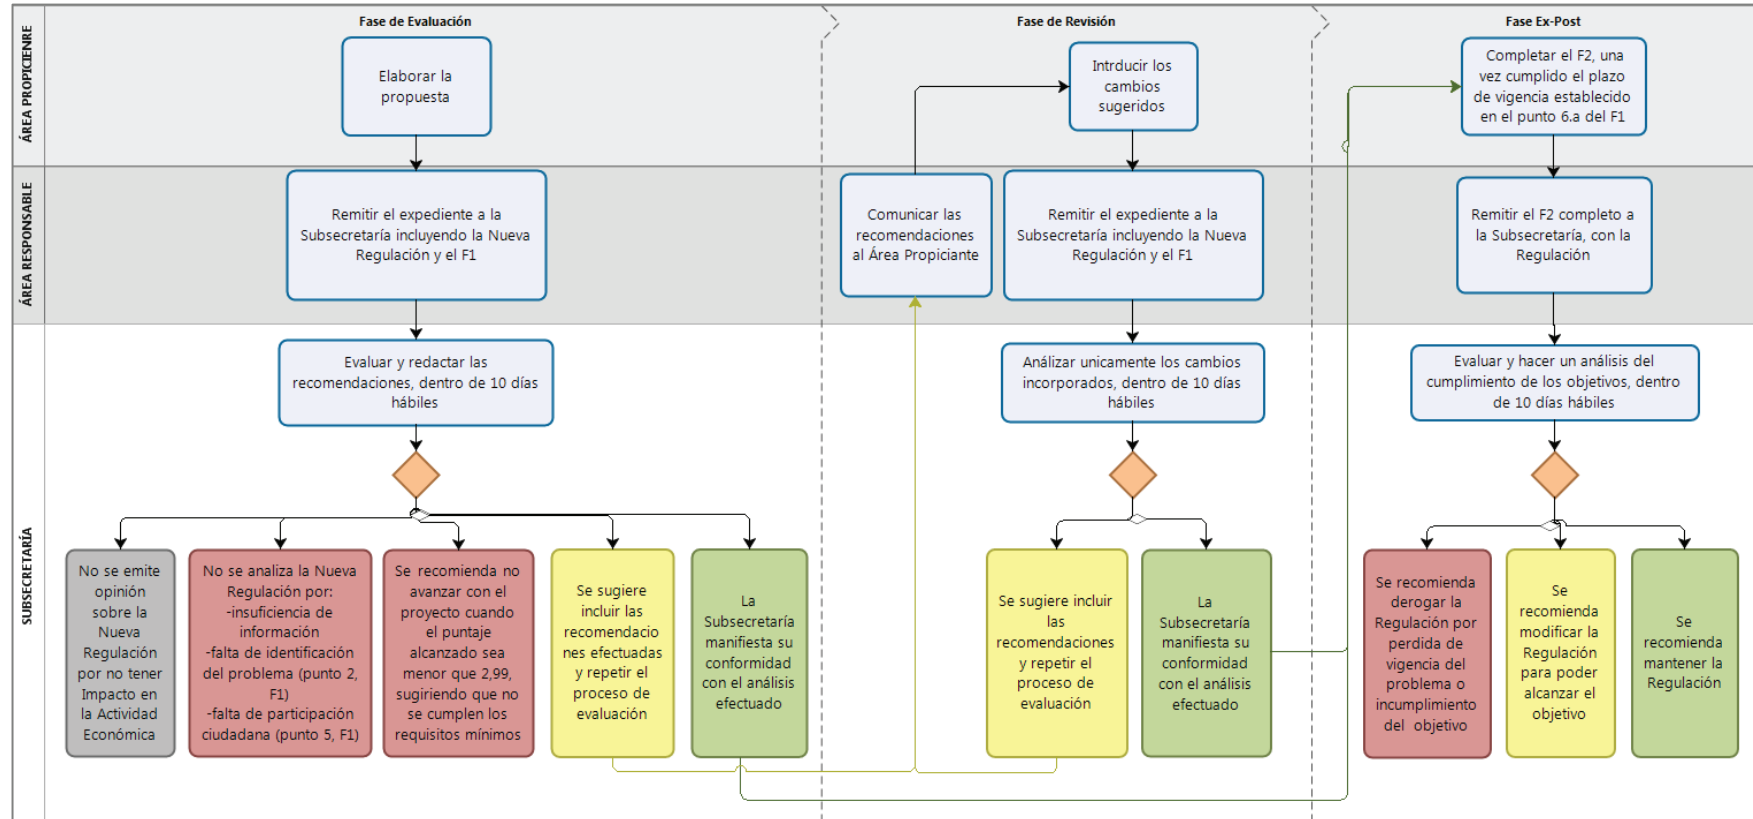 Fase de Evaluación
Fase de Revisión
Fase Ex-Post
ÁREA PROPICIENRE
Elaborar la
propuesta
Intrducir los
cambios
sugeridos
Completar el F2, una
vez cumplido el plazo
de vigencia establecido
en el punto 6.a del F1
ÁREA RESPONSABLE
Remitir el expediente a la
Subsecretaría incluyendo la Nueva
Regulación y el F1
Comunicar las
recomendaciones
al Área Propiciante
Remitir el expediente a la
Subsecretaría incluyendo la Nueva
Regulación y el F1
Remitir el F2 completo a
la Subsecretaría, con la
Regulación
SUBSECRETARÍA
Evaluar y redactar las
recomendaciones, dentro de 10 días
hábiles
Análizar unicamente los cambios
incorporados, dentro de 10 días
hábiles
Evaluar y hacer un análisis del
cumplimiento de los objetivos, dentro
de 10 días hábiles
No se emite
opinión
sobre la
Nueva
Regulación
por no tener
Impacto en
la Actividad
Económica
No se analiza la Nueva
Regulación por:
-insuficiencia de
información
-falta de identificación
del problema (punto 2,
F1)
-falta de participación
ciudadana (punto 5, F1)
Se recomienda no
avanzar con el
proyecto cuando
el puntaje
alcanzado sea
menor que 2,99,
sugiriendo que no
se cumplen los
requisitos mínimos
Se sugiere
incluir las
recomendacio
nes efectuadas
y repetir el
proceso de
evaluación
La
Subsecretaría
manifiesta su
conformidad
con el análisis
efectuado
Se sugiere incluir
las
recomendaciones
y repetir el
proceso de
evaluación
La
Subsecretaría
manifiesta su
conformidad
con el análisis
efectuado
Se recomienda
derogar la
Regulación por
perdida de
vigencia del
problema o
incumplimiento
del objetivo
Se
recomienda
modificar la
Regulación
para poder
alcanzar el
objetivo
Se
recomienda
mantener la
Regulación